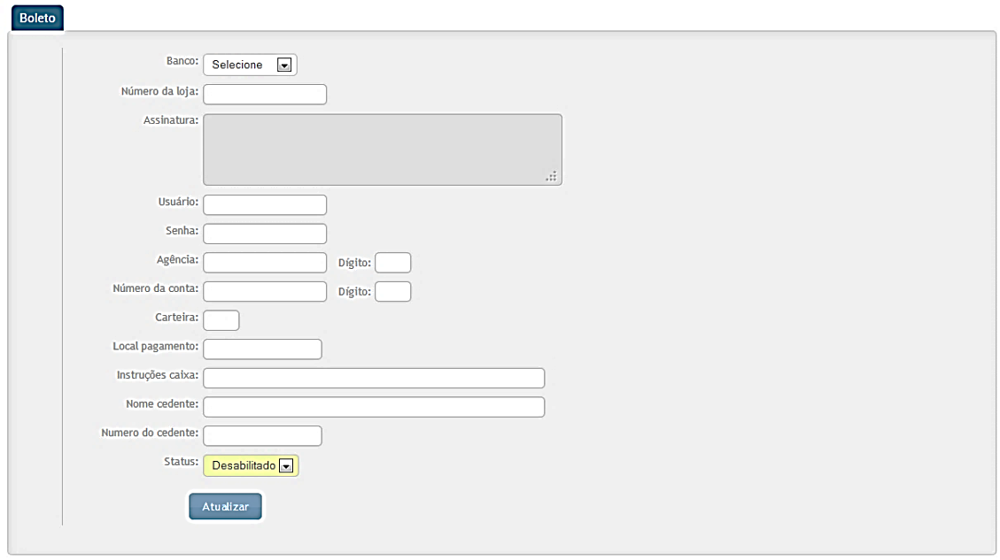 Boleto
Banco: Selecione
Número da loja:
Assinatura:
Usuário:
Senha:
Agência: Dígito:
Número da conta: Dígito:
Carteira:
Local pagamento:
Instruções caixa:
Nome cedente:
Numero do cedente:
Status: Desabilitado
Atualizar